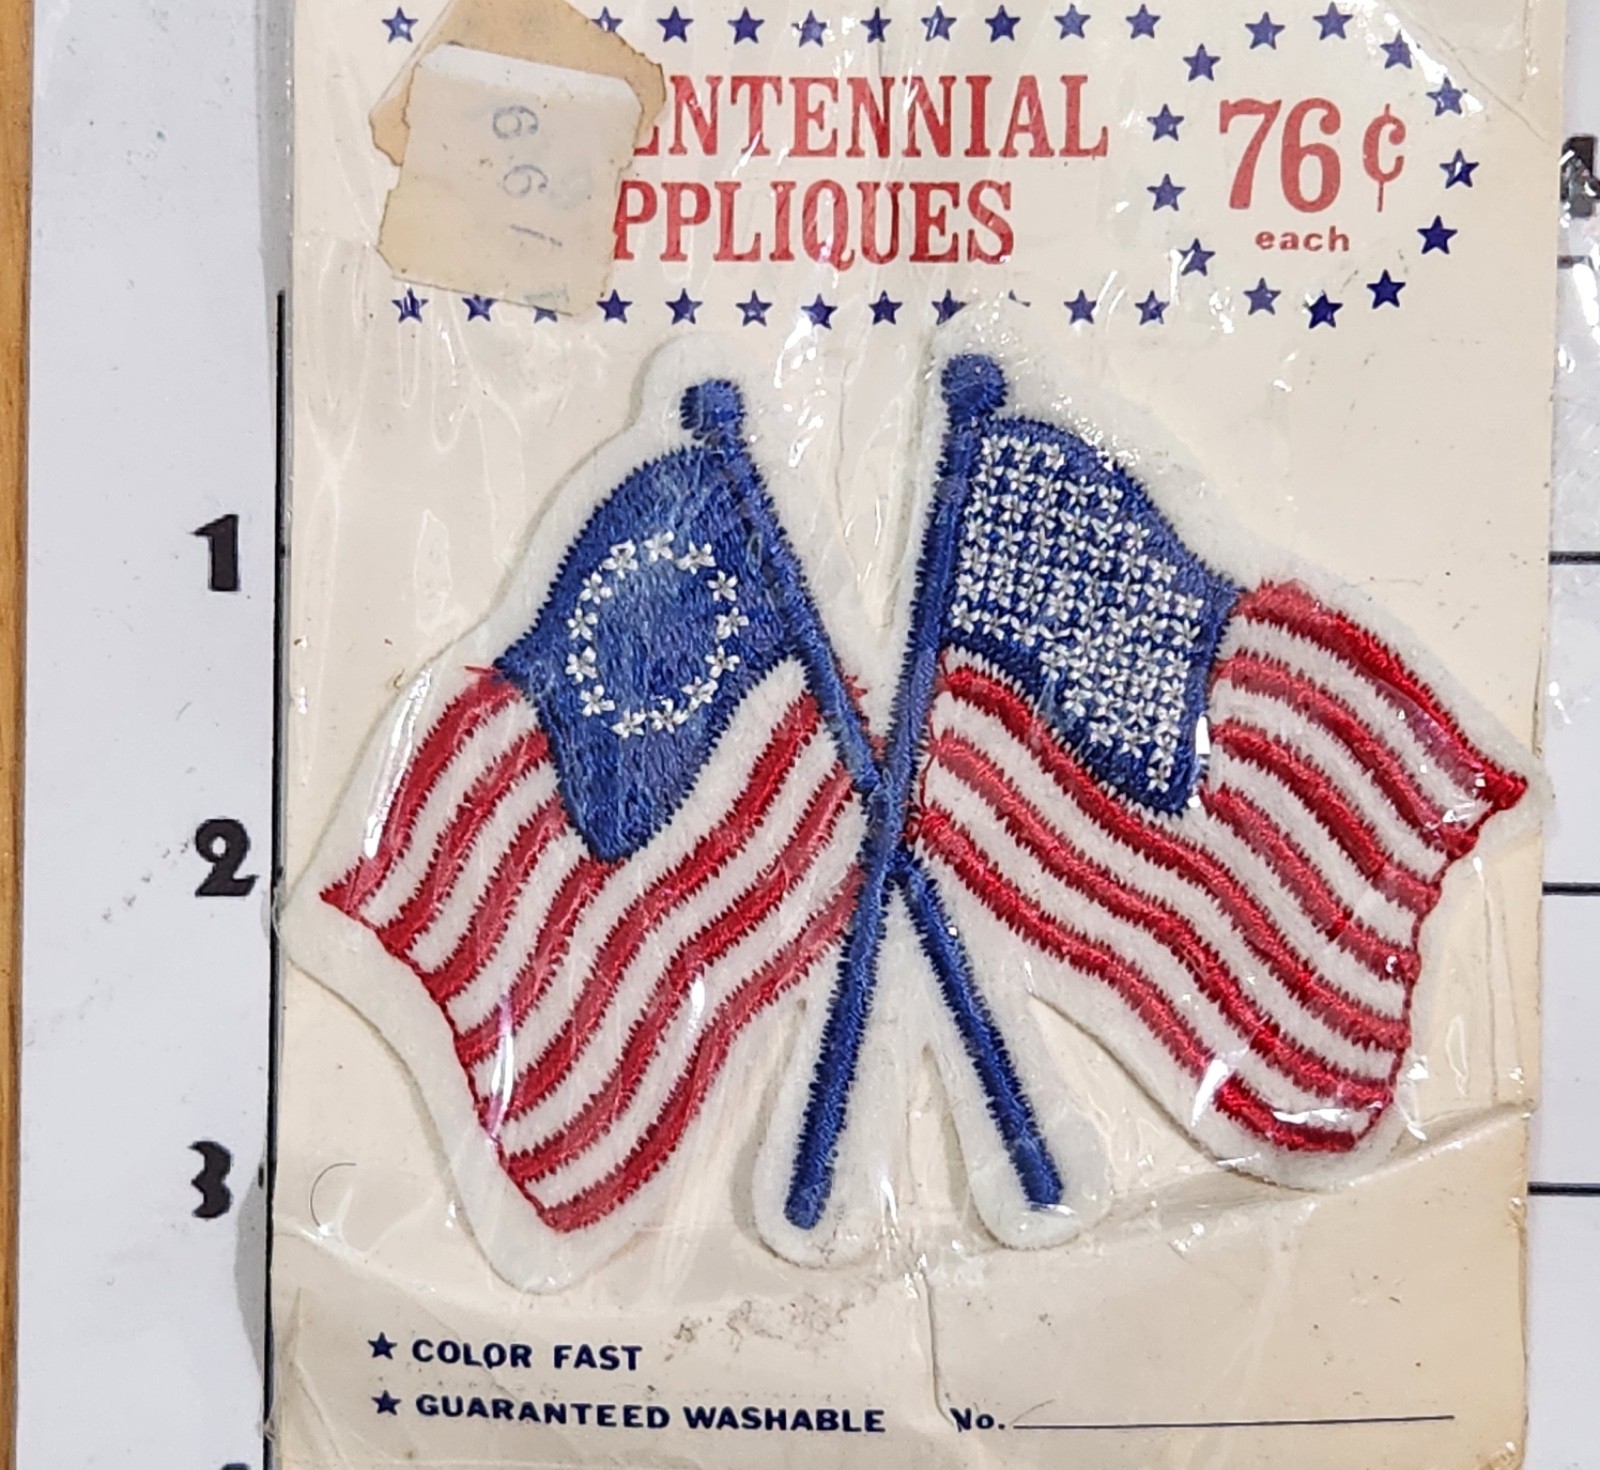 ENTENNIAL
PPLIQUES
76¢
each
1
2
3
COLOR FAST
GUARANTEED WASHABLE No.